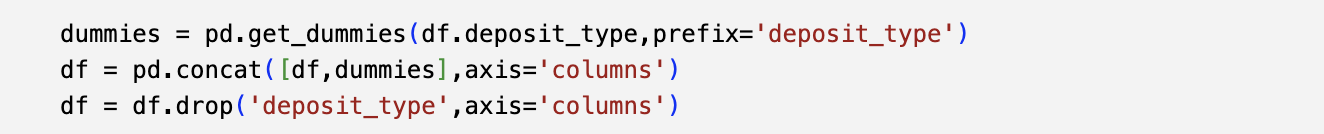 dummies = pd.get_dummies(df.deposit_type,prefix='deposit_type')
df = pd.concat([df,dummies],axis='columns')
df = df.drop('deposit_type',axis='columns')